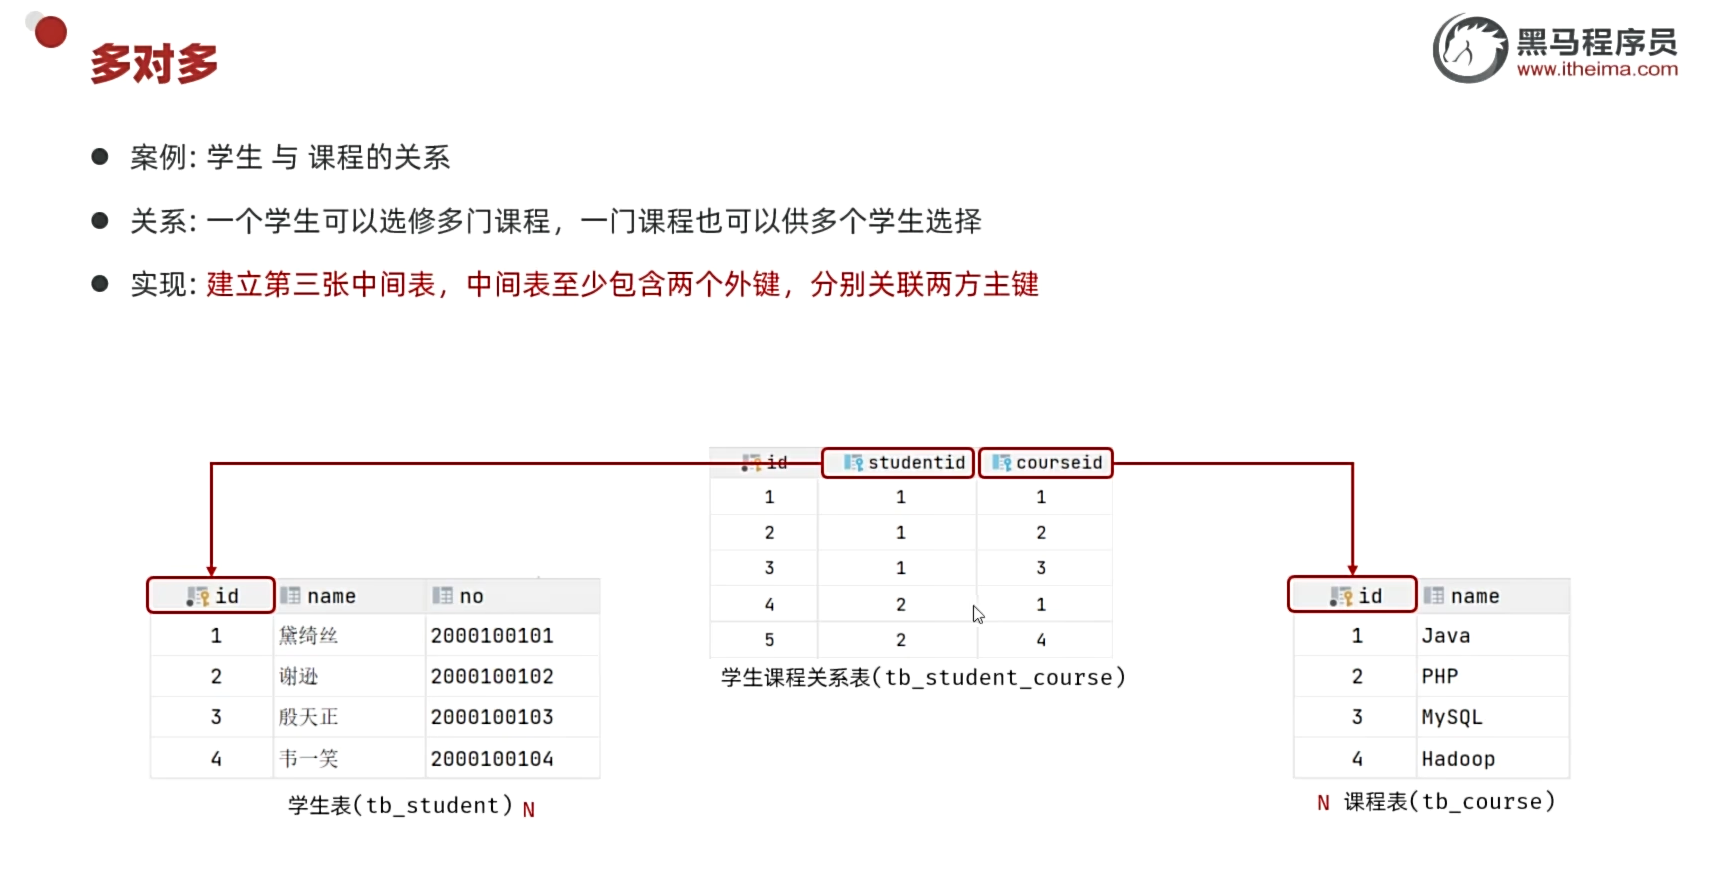 多对多
黑马程序员
www.itheima.com
案例: 学生 与 课程的关系
关系: 一个学生可以选修多门课程，一门课程也可以供多个学生选择
实现: 建立第三张中间表，中间表至少包含两个外键，分别关联两方主键
id studentid courseid
1 1 1
2 1 2
3 1 3
4 2 1
5 2 4
学生课程关系表(tb_student_course)
id name no
1 黛绮丝 2000100101
2 谢逊 2000100102
3 殷天正 2000100103
4 韦一笑 2000100104
学生表(tb_student) N
id name
1 Java
2 PHP
3 MySQL
4 Hadoop
N 课程表(tb_course)